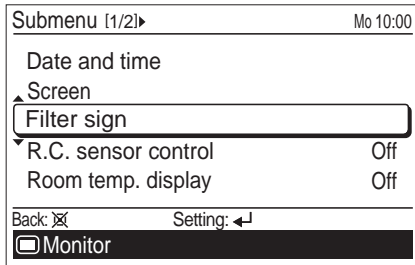 Submenu [1/2]▸ Mo 10:00
Date and time
Screen
Filter sign
R.C. sensor control Off
Room temp. display Off
Back: Setting:
Monitor